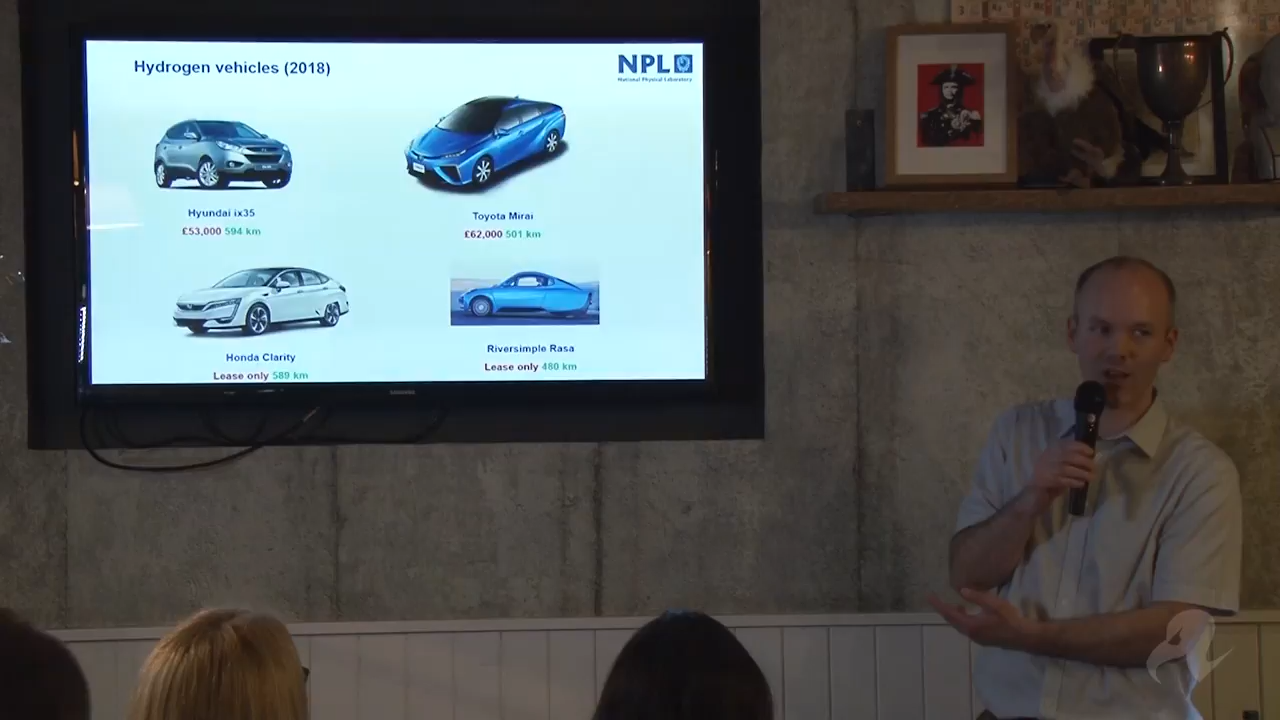 Hydrogen vehicles (2018)
NPL
National Physical Laboratory
Hyundai ix35
£53,000 594 km
Toyota Mirai
£62,000 501 km
Honda Clarity
Lease only 589 km
Riversimple Rasa
Lease only 480 km
SAMSUNG